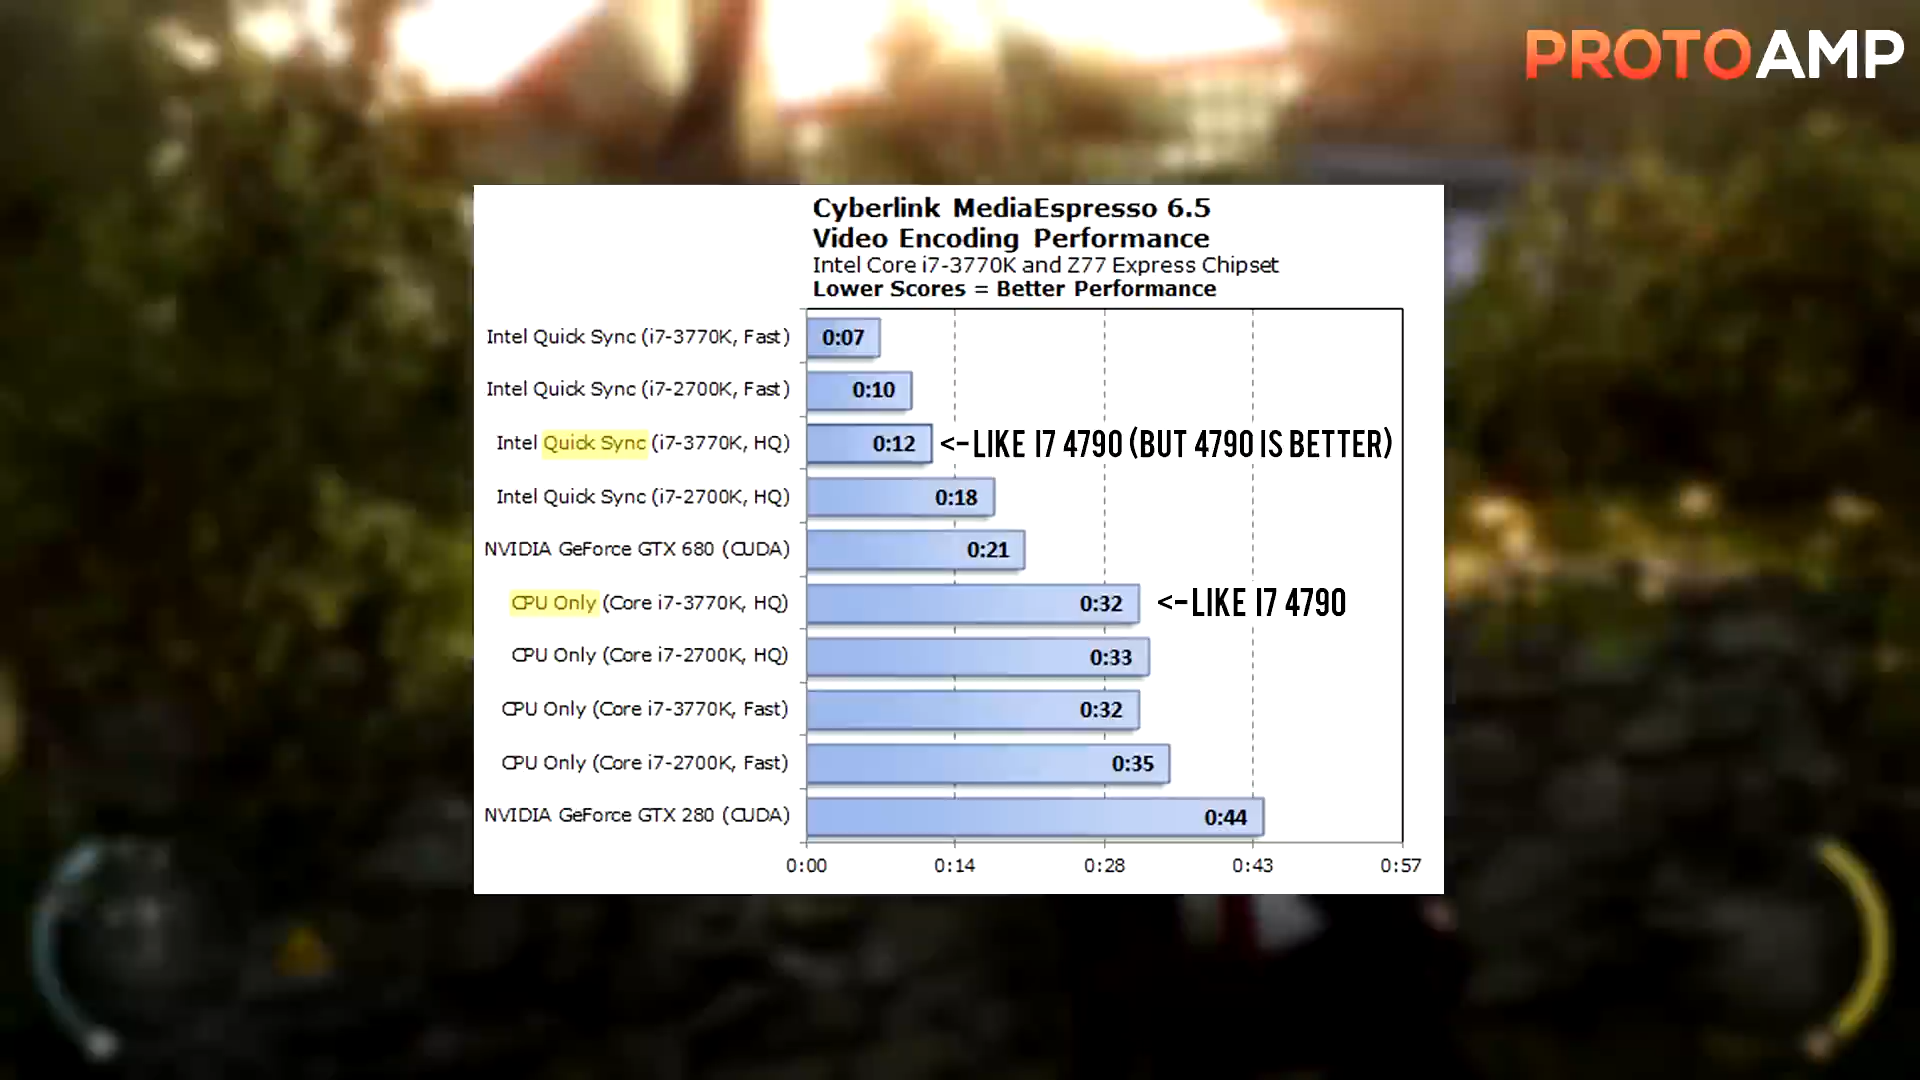 PROTOAMP
Cyberlink MediaEspresso 6.5
Video Encoding Performance
Intel Core i7-3770K and Z77 Express Chipset
Lower Scores = Better Performance
Intel Quick Sync (i7-3770K, Fast) 0:07
Intel Quick Sync (i7-2700K, Fast) 0:10
Intel Quick Sync (i7-3770K, HQ) 0:12 <-LIKE I7 4790 (BUT 4790 IS BETTER)
Intel Quick Sync (i7-2700K, HQ) 0:18
NVIDIA GeForce GTX 680 (CUDA) 0:21
CPU Only (Core i7-3770K, HQ) 0:32 <-LIKE I7 4790
CPU Only (Core i7-2700K, HQ) 0:33
CPU Only (Core i7-3770K, Fast) 0:32
CPU Only (Core i7-2700K, Fast) 0:35
NVIDIA GeForce GTX 280 (CUDA) 0:44
0:00 0:14 0:28 0:43 0:57